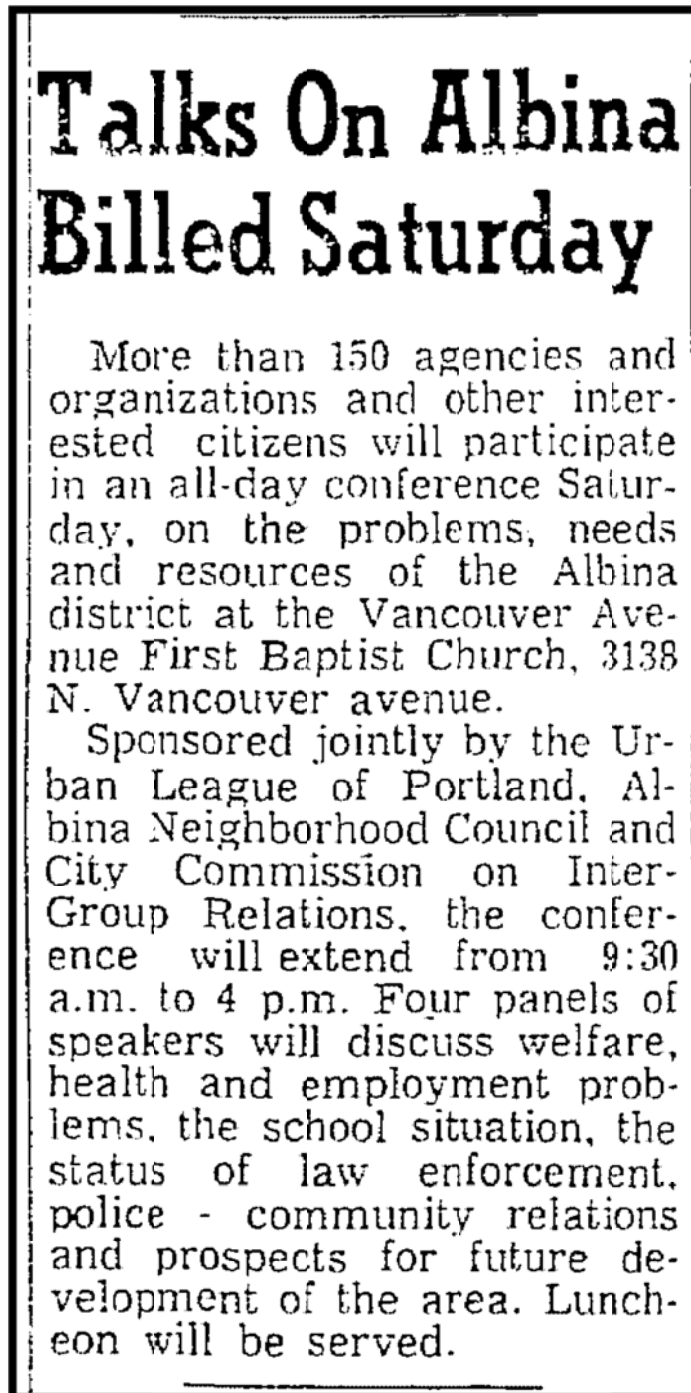 Talks On Albina
Billed Saturday
More than 150 agencies and
organizations and other inter-
ested citizens will participate
in an all-day conference Satur-
day, on the problems, needs
and resources of the Albina
district at the Vancouver Ave-
nue First Baptist Church, 3138
N. Vancouver avenue.
Sponsored jointly by the Ur-
ban League of Portland, Al-
bina Neighborhood Council and
City Commission on Inter-
Group Relations, the confer-
ence will extend from 9:30
a.m. to 4 p.m. Four panels of
speakers will discuss welfare,
health and employment prob-
lems, the school situation, the
status of law enforcement,
police - community relations
and prospects for future de-
velopment of the area. Lunch-
eon will be served.